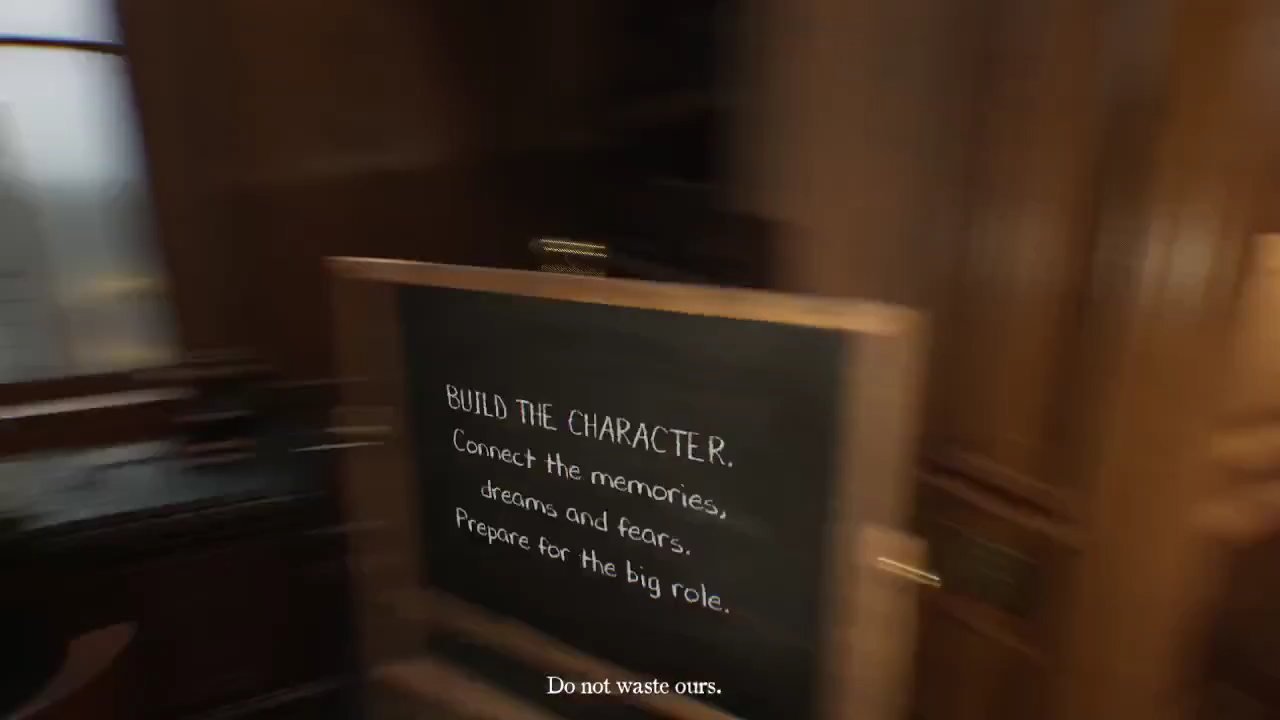 BUILD THE CHARACTER.
Connect the memories,
dreams and fears.
Prepare for the big role.
Do not waste ours.